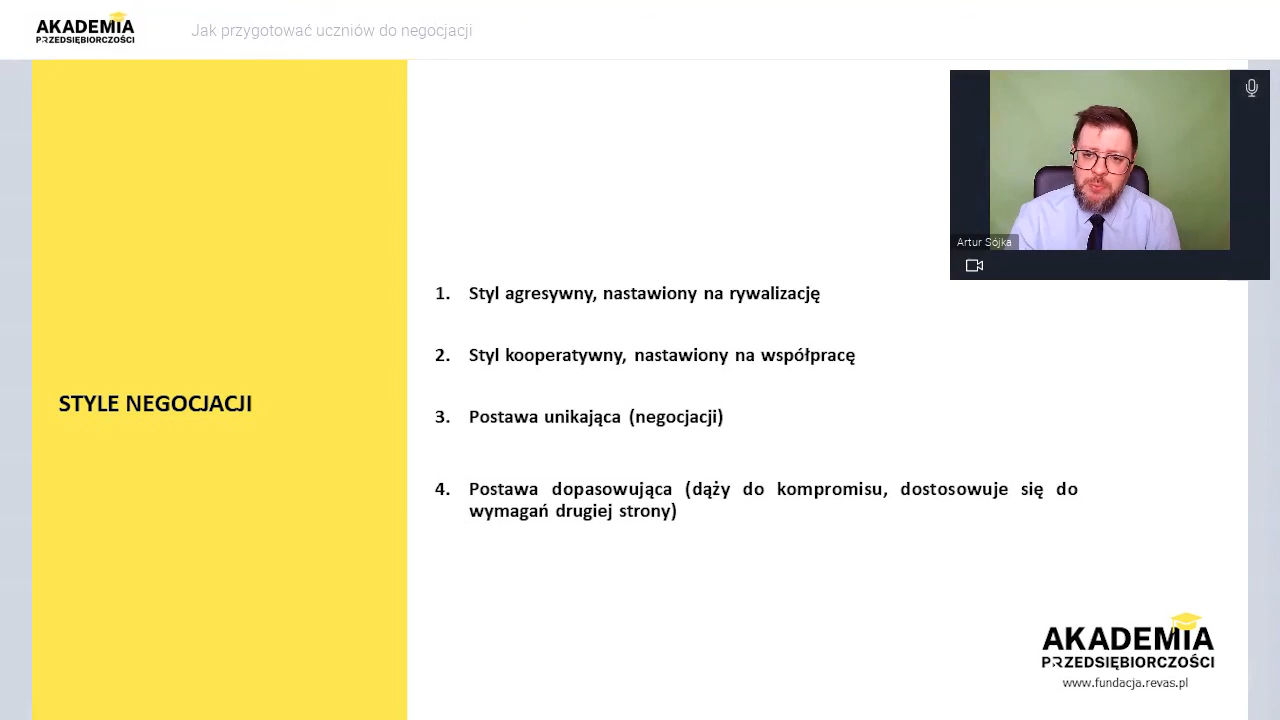 AKADEMIA
PRZEDSIĘBIORCZOŚCI
Jak przygotować uczniów do negocjacji
Artur Sójka
STYLE NEGOCJACJI
1. Styl agresywny, nastawiony na rywalizację
2. Styl kooperatywny, nastawiony na współpracę
3. Postawa unikająca (negocjacji)
4. Postawa dopasowująca (dąży do kompromisu, dostosowuje się do
wymagań drugiej strony)
AKADEMIA
PRZEDSIĘBIORCZOŚCI
www.fundacja.revas.pl